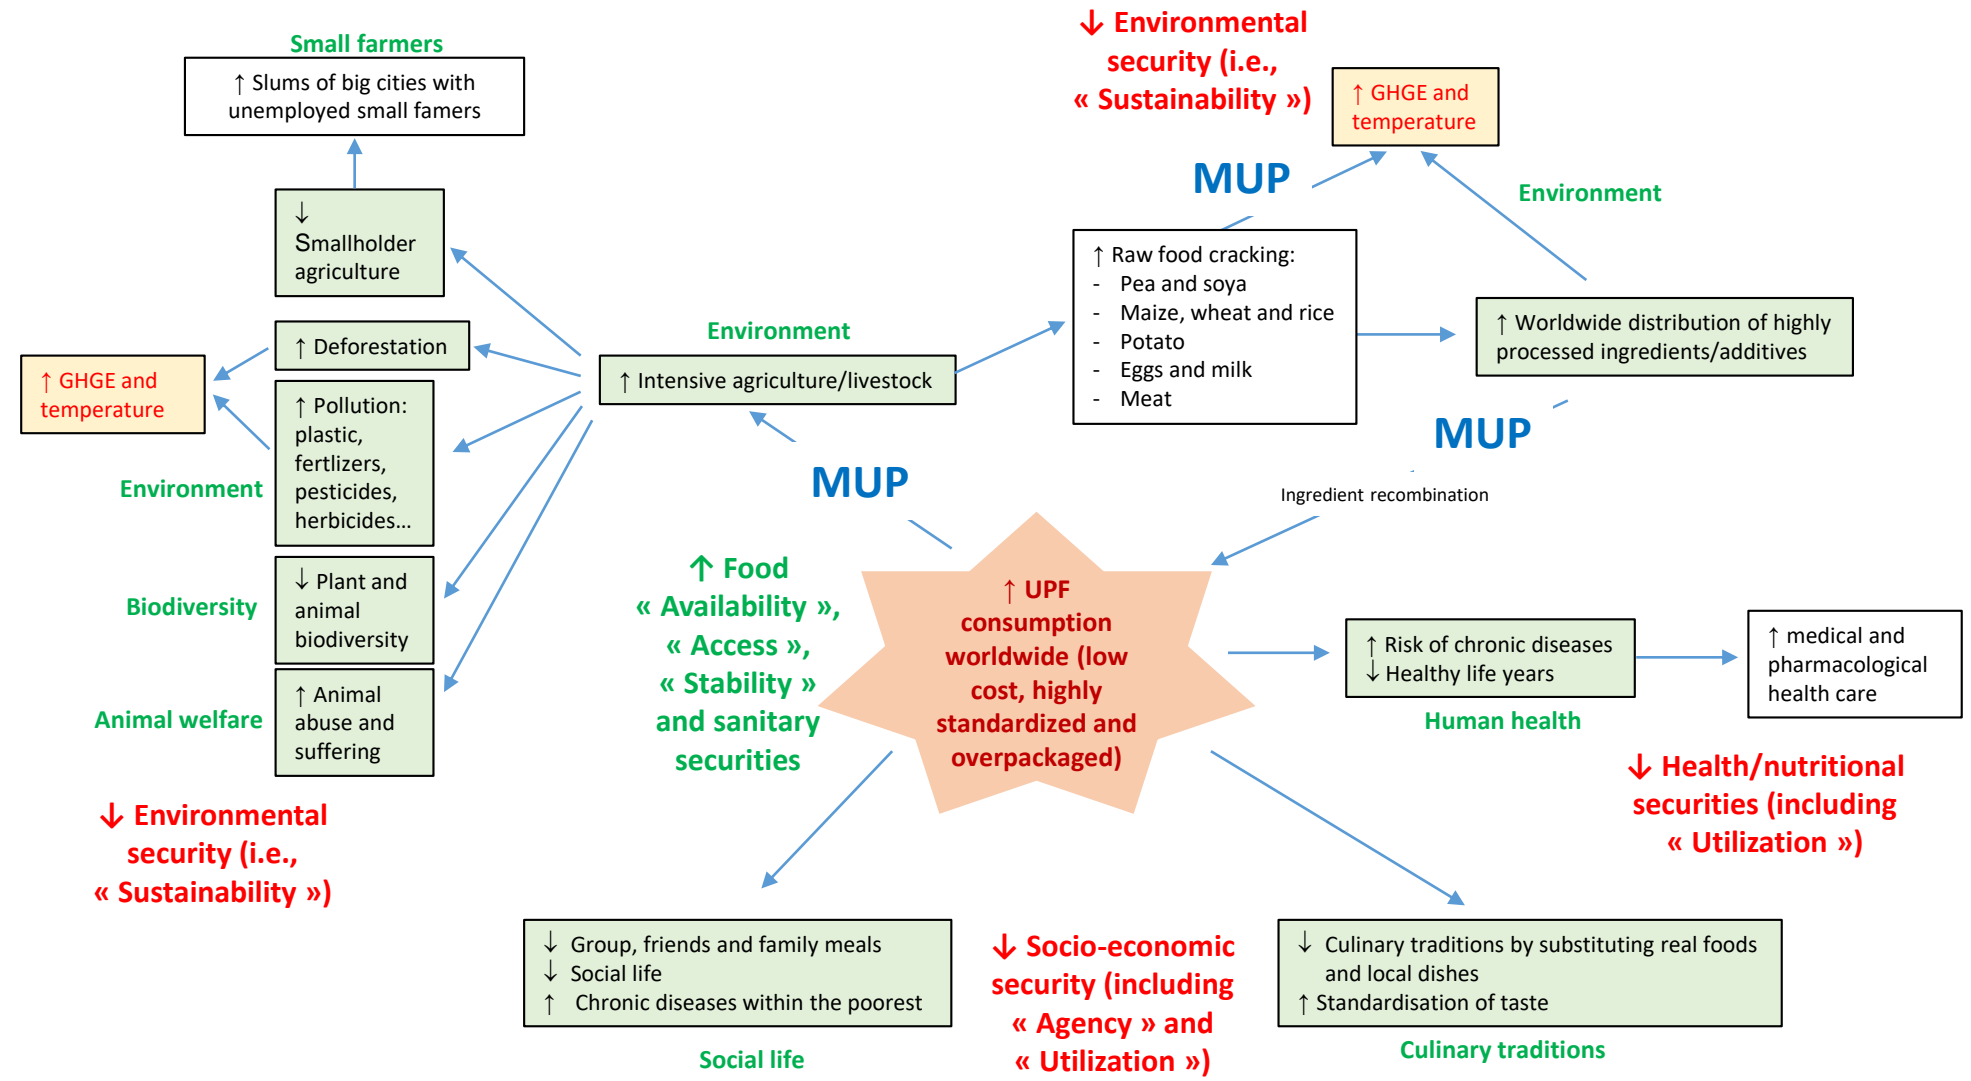 Small farmers
↑ Slums of big cities with
unemployed small famers
↓
Smallholder
agriculture
↑ Deforestation
↑ GHGE and
temperature
↑ Pollution:
plastic,
fertlizers,
pesticides,
herbicides...
Environment
↓ Plant and
animal
biodiversity
Biodiversity
↑ Animal
abuse and
suffering
Animal welfare
↓ Environmental
security (i.e.,
« Sustainability »)
Environment
↑ Intensive agriculture/livestock
MUP
↑ Food
« Availability »,
« Access »,
« Stability »
and sanitary
securities
↓ Environmental
security (i.e.,
« Sustainability »)
↑ GHGE and
temperature
MUP
Environment
↑ Raw food cracking:
- Pea and soya
- Maize, wheat and rice
- Potato
- Eggs and milk
- Meat
↑ Worldwide distribution of highly
processed ingredients/additives
MUP
Ingredient recombination
↑ UPF
consumption
worldwide (low
cost, highly
standardized and
overpackaged)
↑ Risk of chronic diseases
↓ Healthy life years
Human health
↑ medical and
pharmacological
health care
↓ Health/nutritional
securities (including
« Utilization »)
↓ Group, friends and family meals
↓ Social life
↑ Chronic diseases within the poorest
Social life
↓ Socio-economic
security (including
« Agency » and
« Utilization »)
↓ Culinary traditions by substituting real foods
and local dishes
↑ Standardisation of taste
Culinary traditions